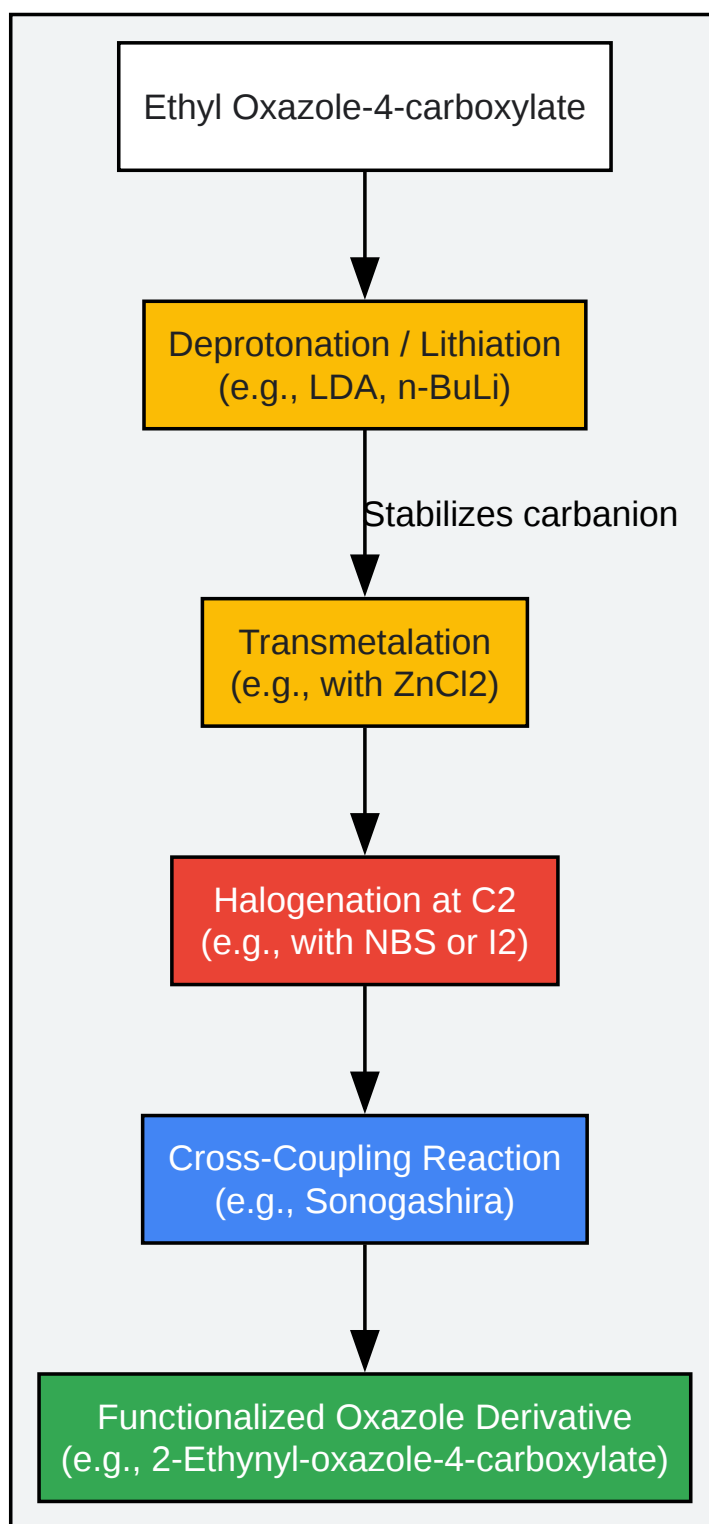 Ethyl Oxazole-4-carboxylate
Deprotonation / Lithiation
(e.g., LDA, n-BuLi)
Stabilizes carbanion
Transmetalation
(e.g., with ZnCl2)
Halogenation at C2
(e.g., with NBS or I2)
Cross-Coupling Reaction
(e.g., Sonogashira)
Functionalized Oxazole Derivative
(e.g., 2-Ethynyl-oxazole-4-carboxylate)